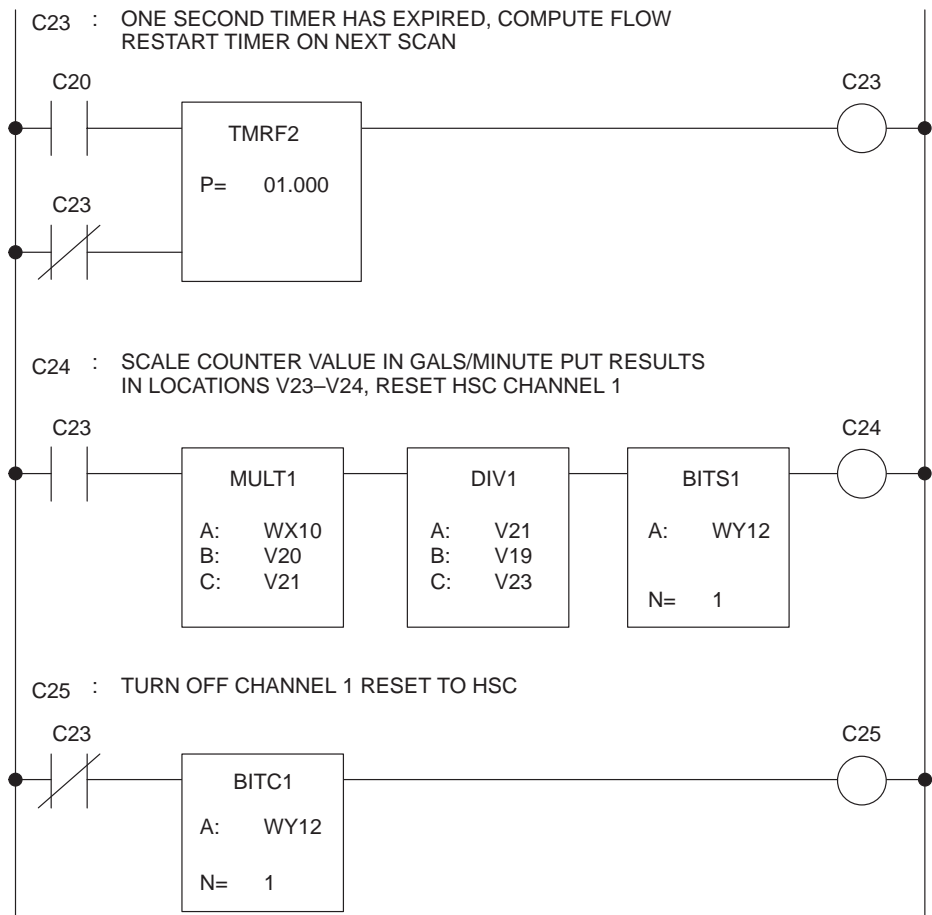 C23 : ONE SECOND TIMER HAS EXPIRED, COMPUTE FLOW
RESTART TIMER ON NEXT SCAN
C20
C23
TMRF2
P= 01.000
C23
C24 : SCALE COUNTER VALUE IN GALS/MINUTE PUT RESULTS
IN LOCATIONS V23–V24, RESET HSC CHANNEL 1
C23
C24
MULT1
A: WX10
B: V20
C: V21
DIV1
A: V21
B: V19
C: V23
BITS1
A: WY12
N= 1
C25 : TURN OFF CHANNEL 1 RESET TO HSC
C23
C25
BITC1
A: WY12
N= 1